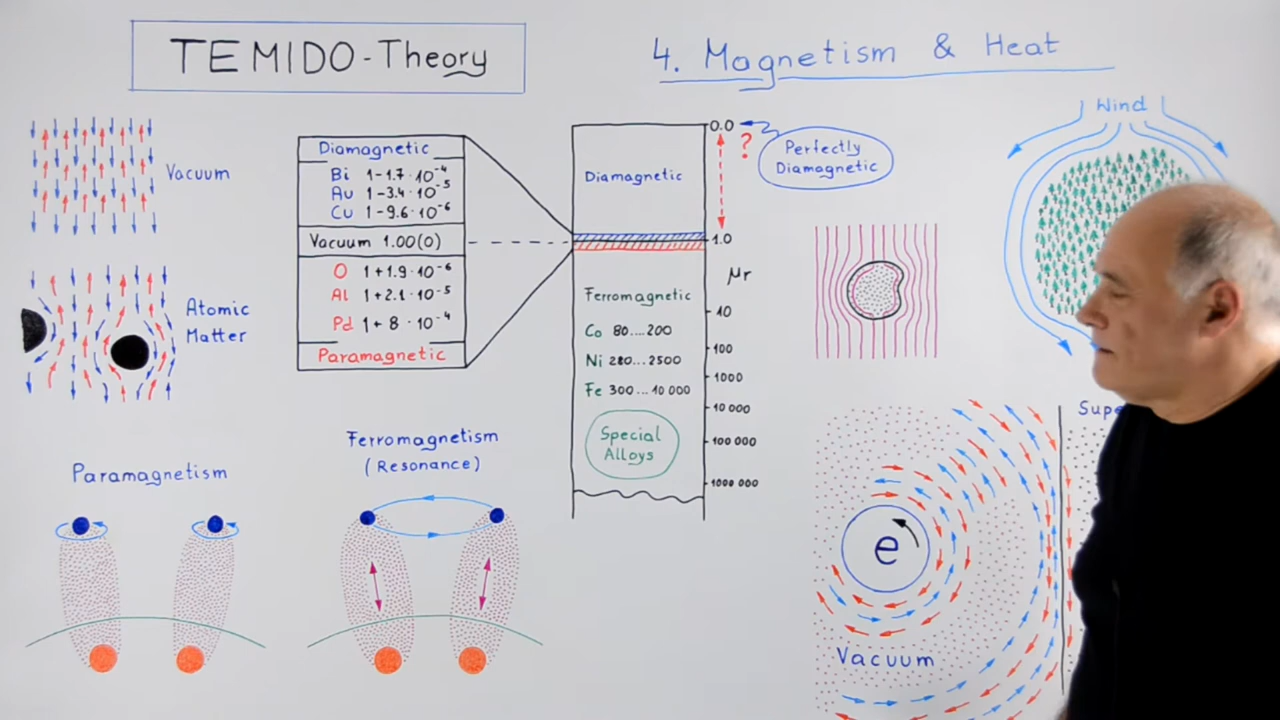 TEMIDO-Theory
4. Magnetism & Heat
Vacuum
Atomic
Matter
Diamagnetic
Bi 1-1.7·10⁻⁴
Au 1-3.4·10⁻⁵
Cu 1-9.6·10⁻⁶
Vacuum 1.00(0)
O 1+1.9·10⁻⁶
Al 1+2.1·10⁻⁵
Pd 1+8·10⁻⁴
Paramagnetic
Diamagnetic
Ferromagnetic
Co 80...200
Ni 280...2500
Fe 300...10 000
Special
Alloys
0.0
?
1.0
μr
40
100
1000
10 000
100 000
1000 000
Perfectly
Diamagnetic
Wind
Paramagnetism
Ferromagnetism
(Resonance)
e
Vacuum